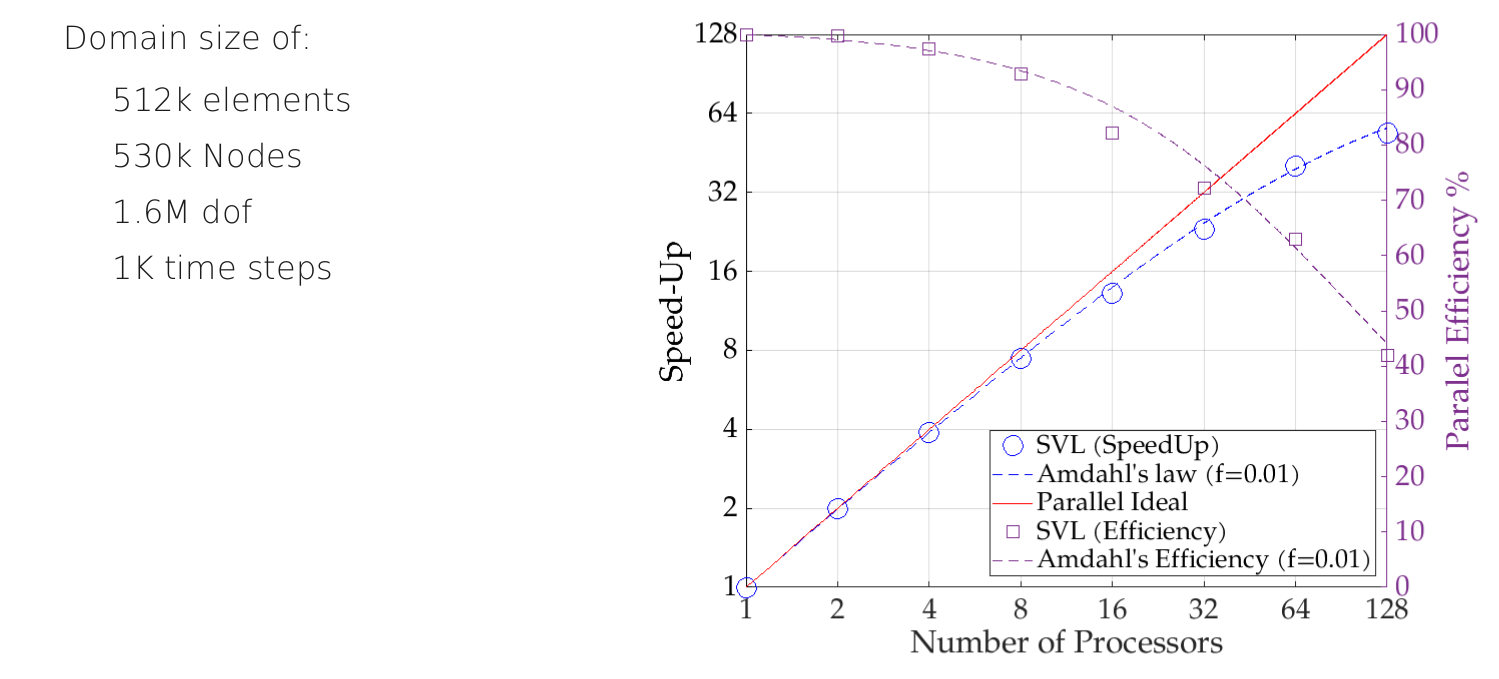 Domain size of:
512k elements
530k Nodes
1.6M dof
1K time steps
Speed-Up
128
64
32
16
8
4
2
1
1
2
4
8
16
32
64
128
Number of Processors
100
90
80
70
60
50
40
30
20
10
0
Paralel Efficiency %
SVL (SpeedUp)
Amdahl's law (f=0.01)
Parallel Ideal
SVL (Efficiency)
Amdahl's Efficiency (f=0.01)